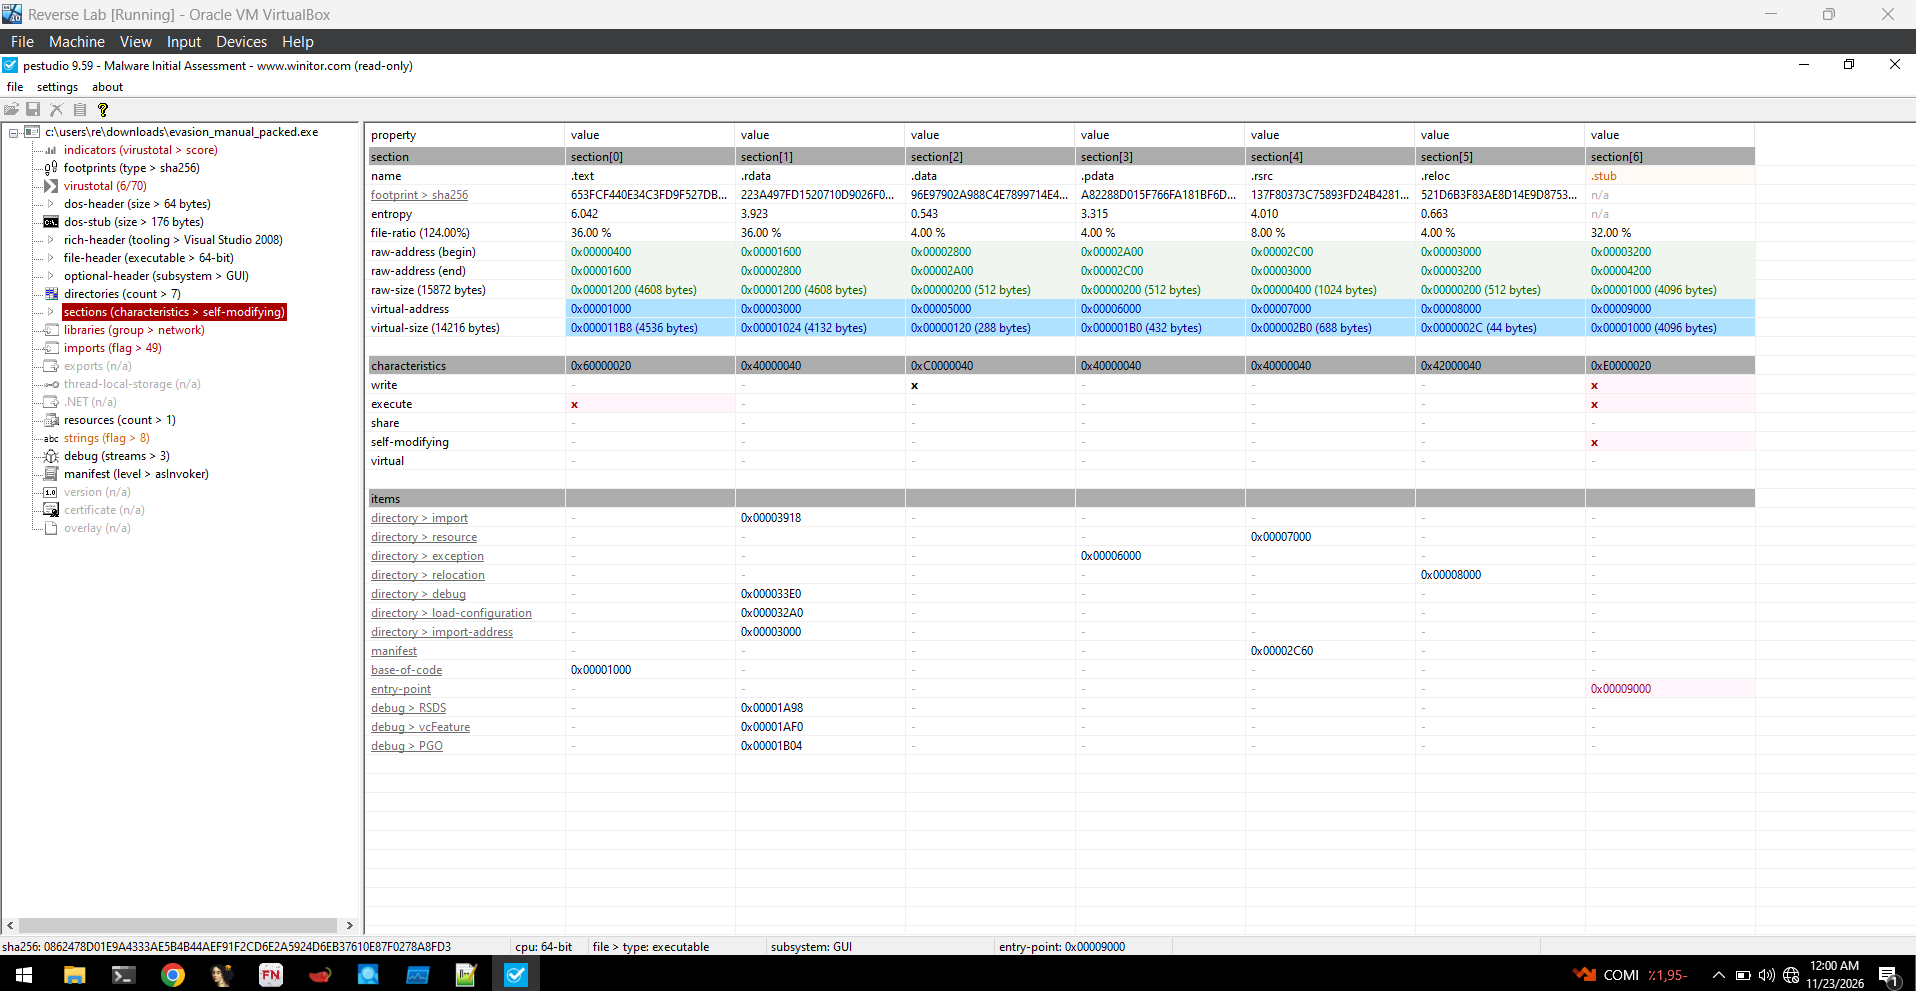 Reverse Lab [Running] - Oracle VM VirtualBox
File Machine View Input Devices Help
pestudio 9.59 - Malware Initial Assessment - www.winitor.com (read-only)
file settings about
c:\users\re\downloads\evasion_manual_packed.exe
indicators (virustotal > score)
footprints (type > sha256)
virustotal (6/70)
dos-header (size > 64 bytes)
dos-stub (size > 176 bytes)
rich-header (tooling > Visual Studio 2008)
file-header (executable > 64-bit)
optional-header (subsystem > GUI)
directories (count > 7)
sections (characteristics > self-modifying)
libraries (group > network)
imports (flag > 49)
exports (n/a)
thread-local-storage (n/a)
.NET (n/a)
resources (count > 1)
abc strings (flag > 8)
debug (streams > 3)
manifest (level > asInvoker)
1.0 version (n/a)
certificate (n/a)
overlay (n/a)
property value value value value value value value
section section[0] section[1] section[2] section[3] section[4] section[5] section[6]
name .text .rdata .data .pdata .rsrc .reloc .stub
footprint > sha256 653FCF440E34C3FD9F527DB... 223A497FD1520710D9026F0... 96E97902A988C4E7899714E4... A82288D015F766FA181BF6D... 137F80373C75893FD24B4281... 521D6B3F83AE8D14E9D8753... n/a
entropy 6.042 3.923 0.543 3.315 4.010 0.663 n/a
file-ratio (124.00%) 36.00 % 36.00 % 4.00 % 4.00 % 8.00 % 4.00 % 32.00 %
raw-address (begin) 0x00000400 0x00001600 0x00002800 0x00002A00 0x00002C00 0x00003000 0x00003200
raw-address (end) 0x00001600 0x00002800 0x00002A00 0x00002C00 0x00003000 0x00003200 0x00004200
raw-size (15872 bytes) 0x00001200 (4608 bytes) 0x00001200 (4608 bytes) 0x00000200 (512 bytes) 0x00000200 (512 bytes) 0x00000400 (1024 bytes) 0x00000200 (512 bytes) 0x00001000 (4096 bytes)
virtual-address 0x00001000 0x00003000 0x00005000 0x00006000 0x00007000 0x00008000 0x00009000
virtual-size (14216 bytes) 0x000011B8 (4536 bytes) 0x00001024 (4132 bytes) 0x00000120 (288 bytes) 0x000001B0 (432 bytes) 0x000002B0 (688 bytes) 0x0000002C (44 bytes) 0x00001000 (4096 bytes)
characteristics 0x60000020 0x40000040 0xC0000040 0x40000040 0x40000040 0x42000040 0xE0000020
write - - x - - - x
execute x - - - - - x
share - - - - - - -
self-modifying - - - - - - x
virtual - - - - - - -
items
directory > import - 0x00003918 - - - - -
directory > resource - - - - 0x00007000 - -
directory > exception - - - 0x00006000 - - -
directory > relocation - - - - - 0x00008000 -
directory > debug - 0x000033E0 - - - - -
directory > load-configuration - 0x000032A0 - - - - -
directory > import-address - 0x00003000 - - - - -
manifest - - - - 0x00002C60 - -
base-of-code 0x00001000 - - - - - -
entry-point - - - - - - 0x00009000
debug > RSDS - 0x00001A98 - - - - -
debug > vcFeature - 0x00001AF0 - - - - -
debug > PGO - 0x00001B04 - - - - -
sha256: 0862478D01E9A4333AE5B4B44AEF91F2CD6E2A5924D6EB37610E87F0278A8FD3 cpu: 64-bit file > type: executable subsystem: GUI entry-point: 0x00009000
FN
COMI ٪1,95-
12:00 AM
11/23/2026
1